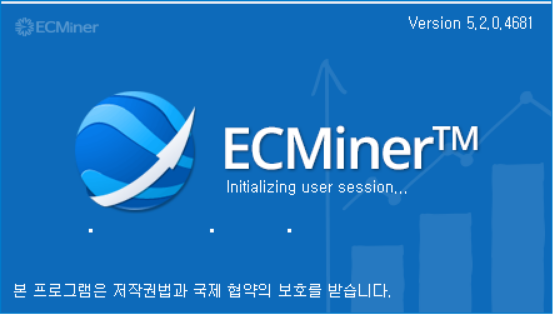 ECMiner
Version 5.2.0.4681
ECMiner™
Initializing user session...
본 프로그램은 저작권법과 국제 협약의 보호를 받습니다.